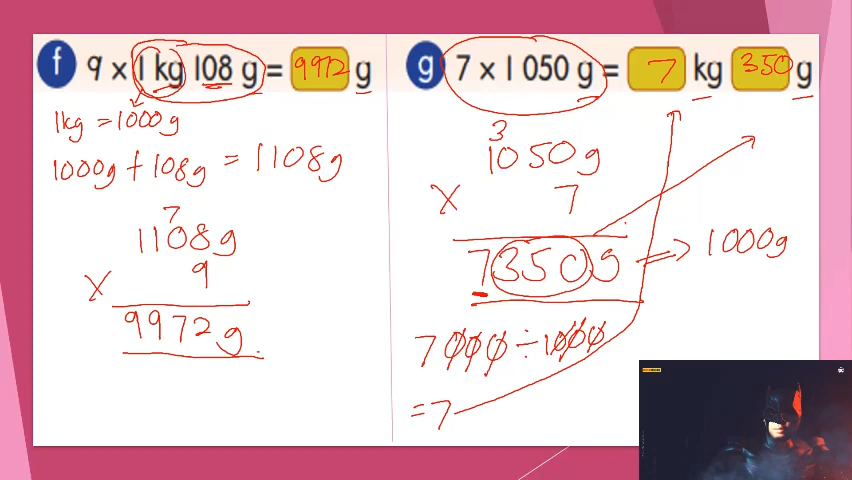 f 9 x 1 kg 108 g = 9972 g
1kg = 1000g
1000g + 108g = 1108g
7
1108g
x 9
9972g
g 7 x 1 050 g = 7 kg 350 g
3
1050g
x 7
7350g => 1000g
7000 ÷ 1000
= 7